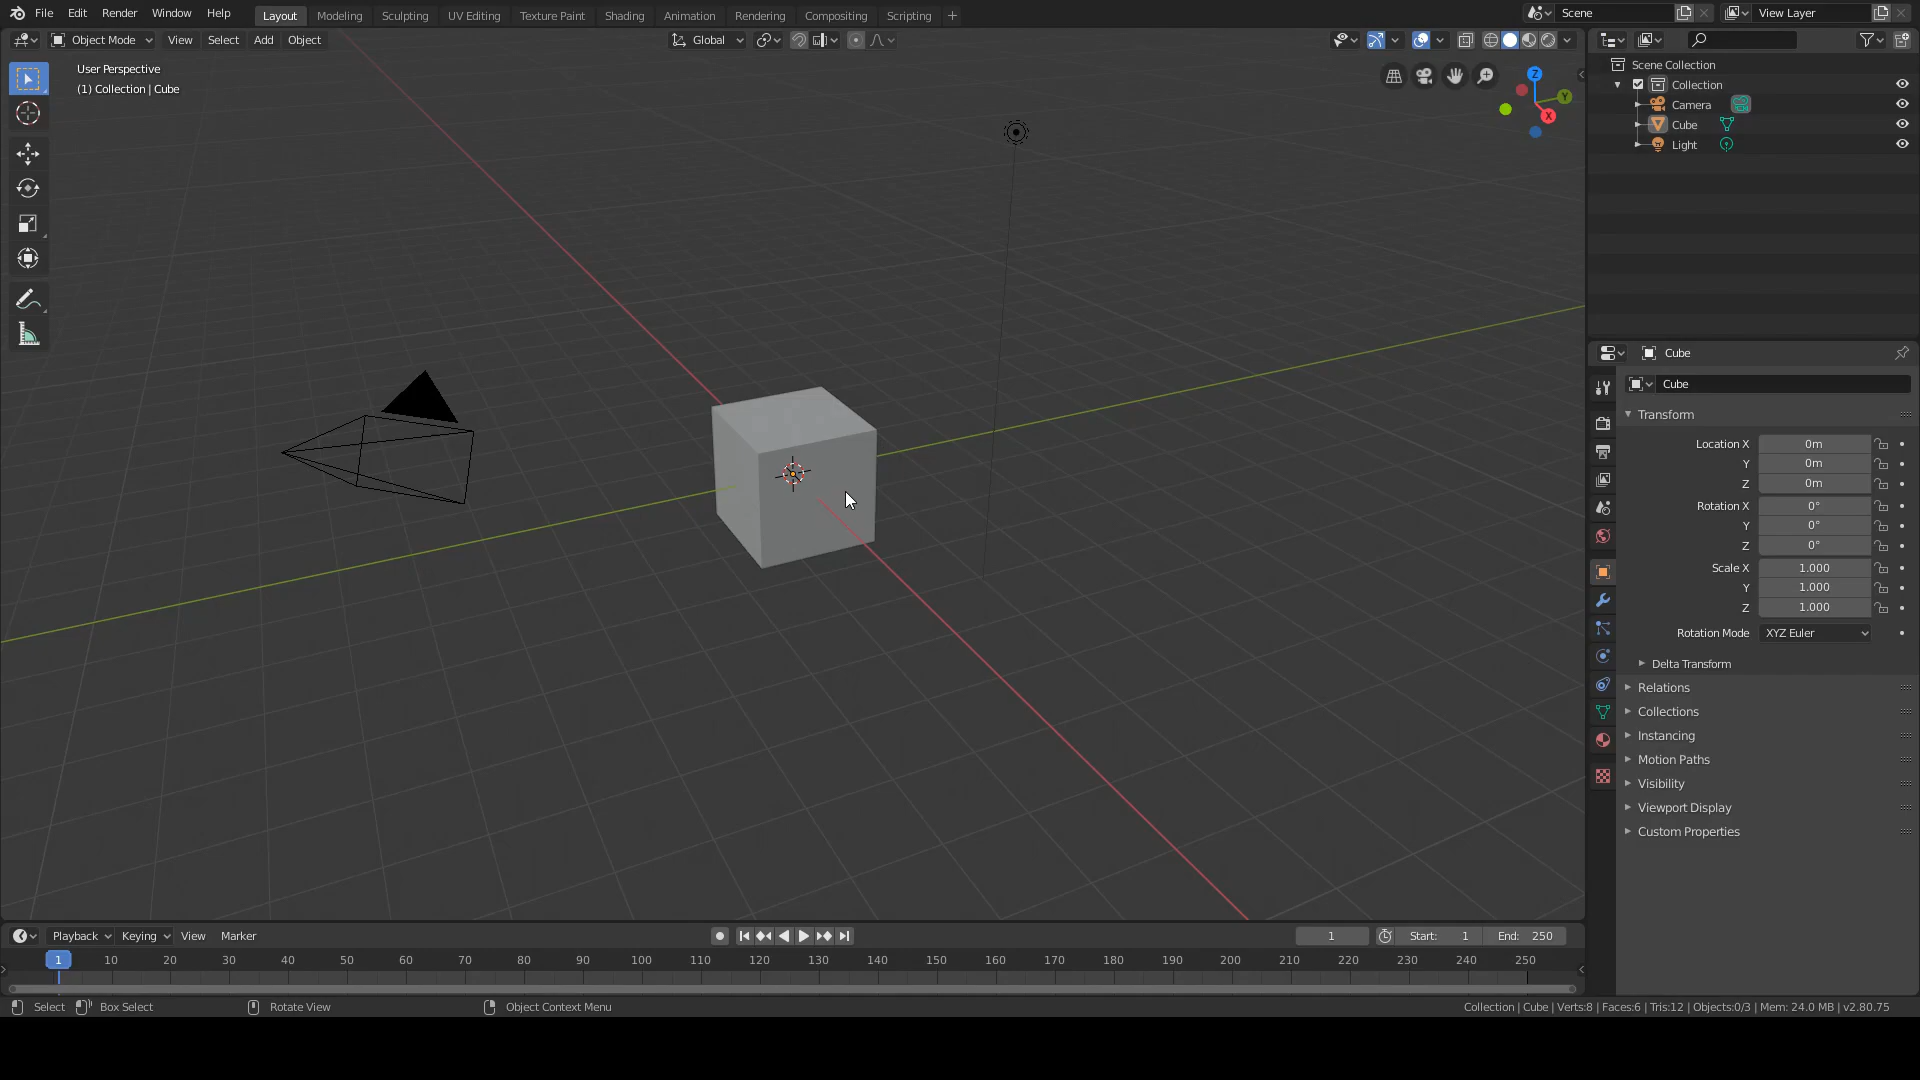 File Edit Render Window Help Layout Modeling Sculpting UV Editing Texture Paint Shading Animation Rendering Compositing Scripting + Scene View Layer
Object Mode View Select Add Object Global
User Perspective
(1) Collection | Cube
Z
Y
X
Scene Collection
Collection
Camera
Cube
Light
Cube
Cube
Transform
Location X 0m
Y 0m
Z 0m
Rotation X 0°
Y 0°
Z 0°
Scale X 1.000
Y 1.000
Z 1.000
Rotation Mode XYZ Euler
Delta Transform
Relations
Collections
Instancing
Motion Paths
Visibility
Viewport Display
Custom Properties
Playback Keying View Marker 1 Start: 1 End: 250
1 10 20 30 40 50 60 70 80 90 100 110 120 130 140 150 160 170 180 190 200 210 220 230 240 250
Select Box Select Rotate View Object Context Menu Collection | Cube | Verts:8 | Faces:6 | Tris:12 | Objects:0/3 | Mem: 24.0 MB | v2.80.75